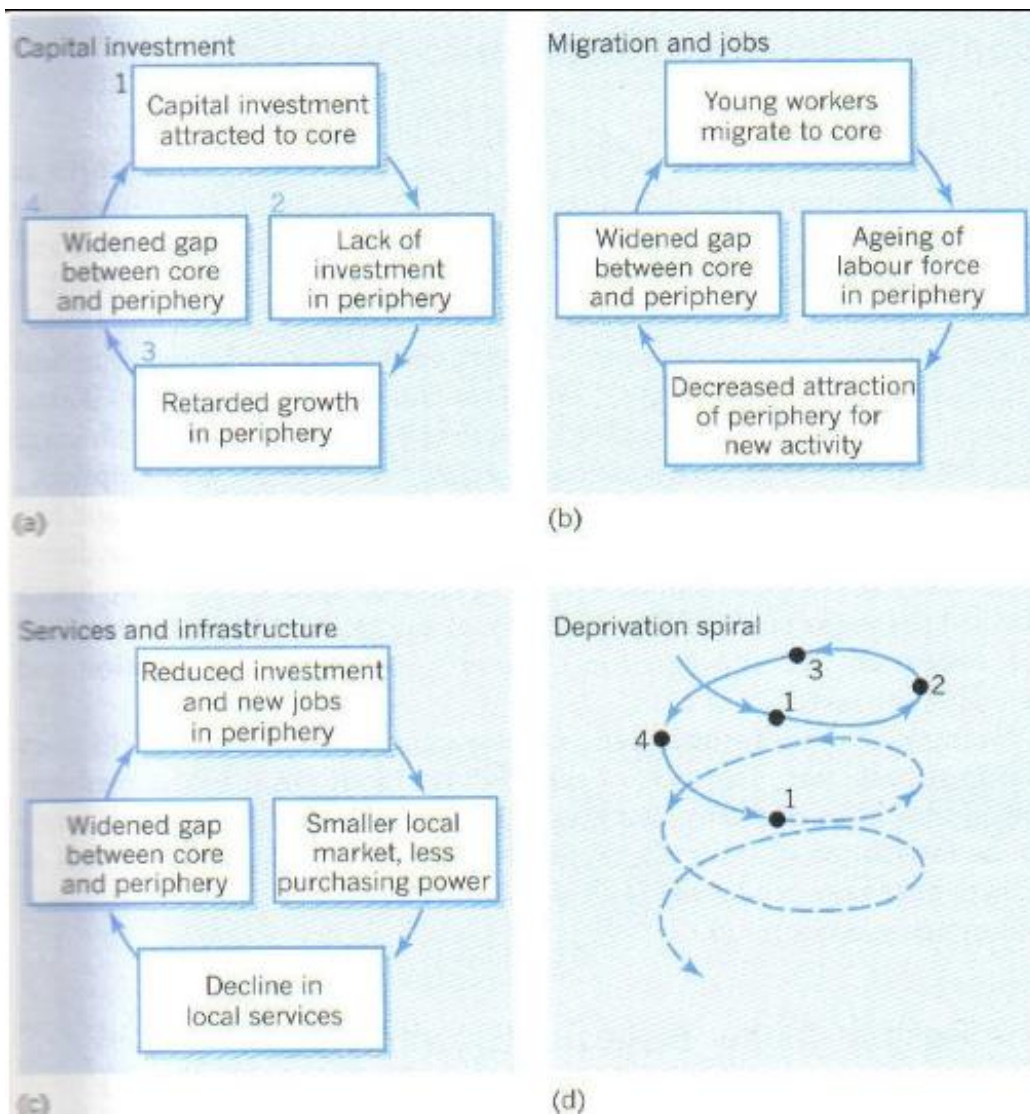 Capital investment
1
Capital investment
attracted to core
2
Lack of
investment
in periphery
3
Retarded growth
in periphery
4
Widened gap
between core
and periphery
(a)
Migration and jobs
Young workers
migrate to core
Ageing of
labour force
in periphery
Decreased attraction
of periphery for
new activity
Widened gap
between core
and periphery
(b)
Services and infrastructure
Reduced investment
and new jobs
in periphery
Smaller local
market, less
purchasing power
Decline in
local services
Widened gap
between core
and periphery
(c)
Deprivation spiral
3
2
1
4
1
(d)